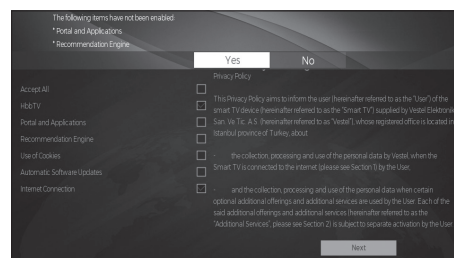 The following items have not been enabled:
* Portal and Applications
* Recommendation Engine
Yes
No
Privacy Policy
Accept All
HbbTV
Portal and Applications
Recommendation Engine
Use of Cookies
Automatic Software Updates
Internet Connection
This Privacy Policy aims to inform the user (hereinafter referred to as the "User") of the
smart TV device (hereinafter referred to as the "Smart TV") supplied by Vestel Elektronik
San. Ve. Tic. A.S. (hereinafter referred to as "Vestel"), whose registered office is located in
Istanbul province of Turkey, about
- the collection, processing and use of the personal data by Vestel, when the
Smart TV is connected to the internet (please see Section 1) by the User.
- and the collection, processing and use of the personal data when certain
optional additional offerings and additional services are used by the User. Each of the
said additional offerings and additional services (hereinafter referred to as the
"Additional Services", please see Section 2) is subject to separate activation by the User
Next